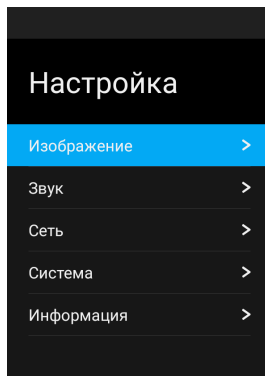 Настройка
Изображение
Звук
Сеть
Система
Информация